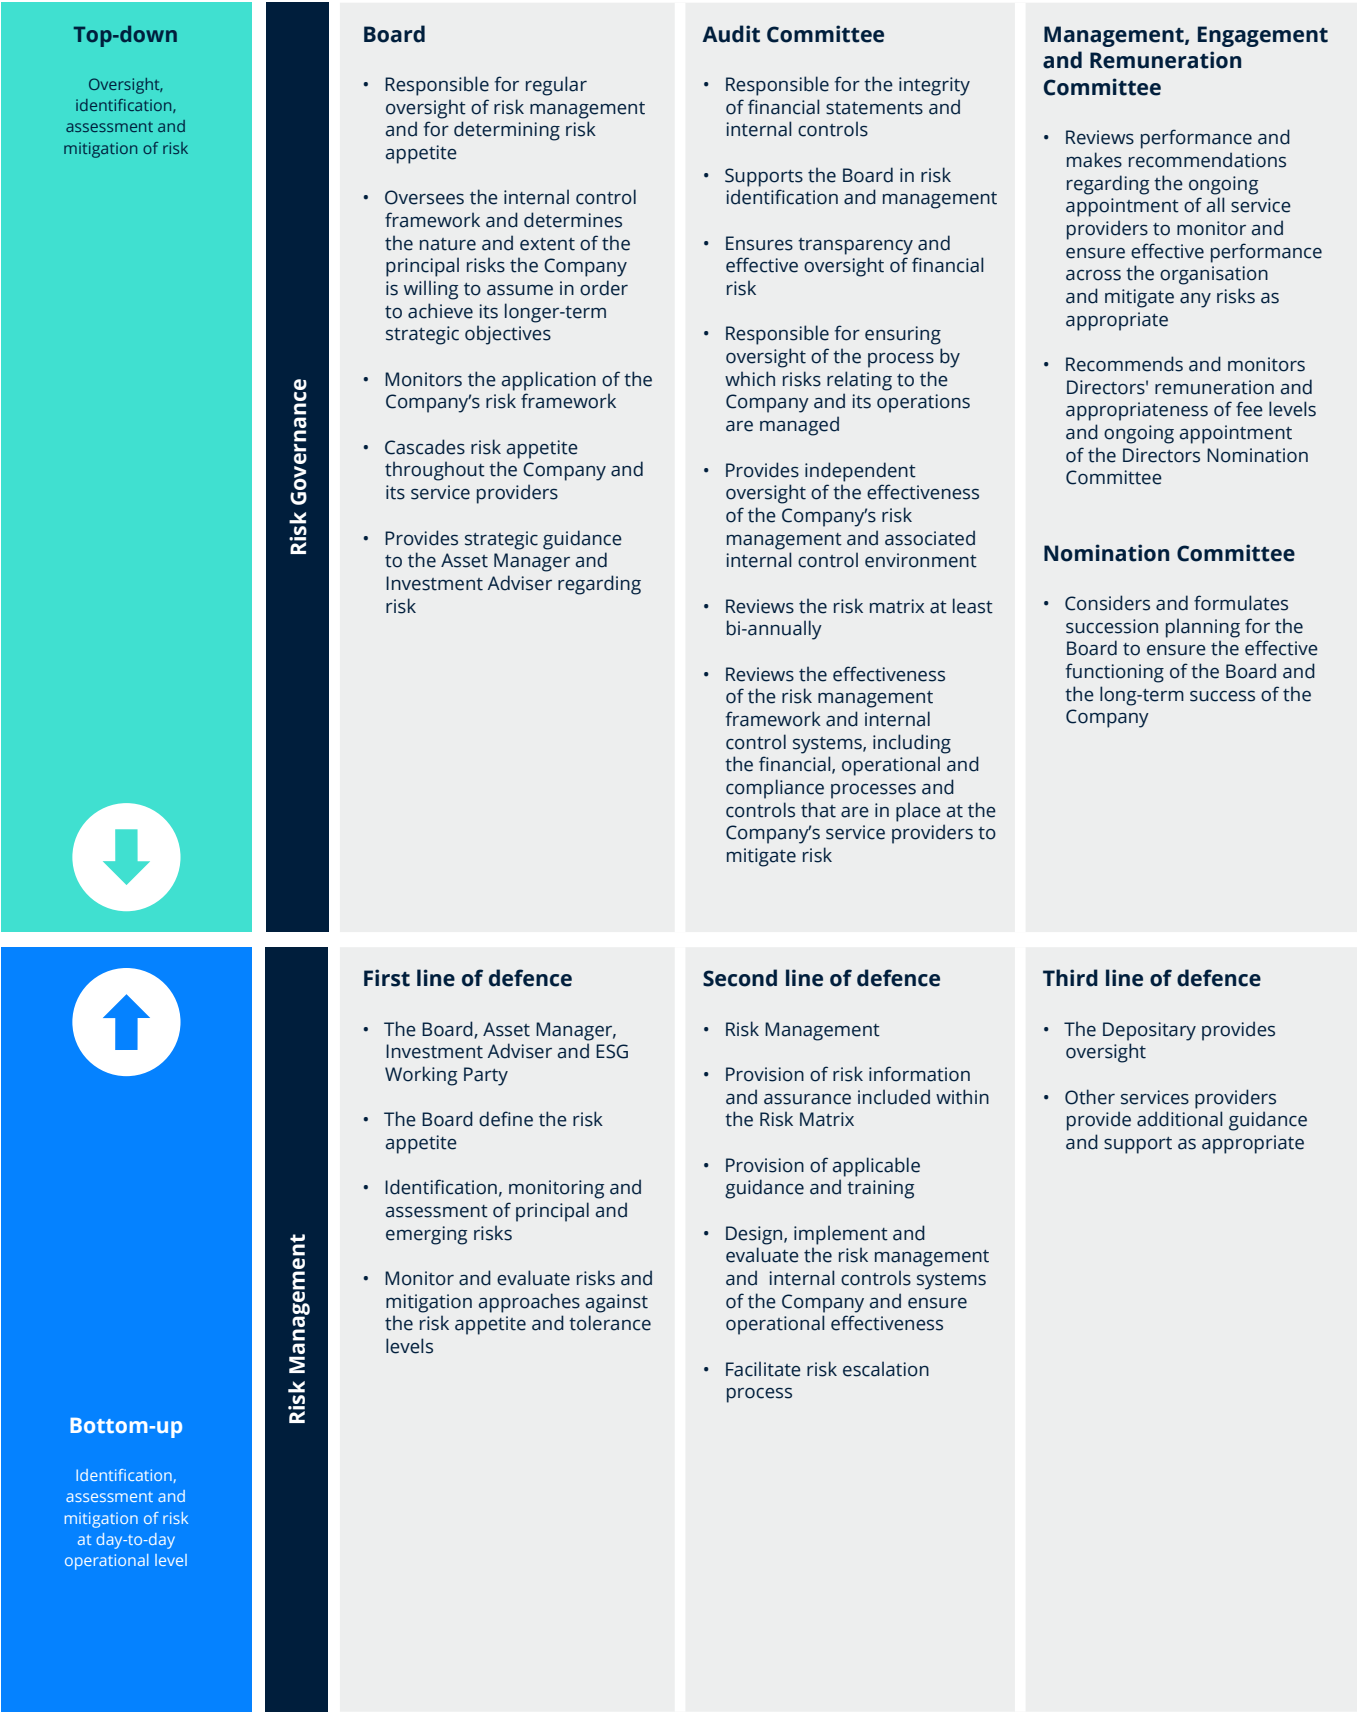 Top-down
Oversight,
identification,
assessment and
mitigation of risk
Risk Governance
Board
• Responsible for regular
oversight of risk management
and for determining risk
appetite
• Oversees the internal control
framework and determines
the nature and extent of the
principal risks the Company
is willing to assume in order
to achieve its longer-term
strategic objectives
• Monitors the application of the
Company’s risk framework
• Cascades risk appetite
throughout the Company and
its service providers
• Provides strategic guidance
to the Asset Manager and
Investment Adviser regarding
risk
Audit Committee
• Responsible for the integrity
of financial statements and
internal controls
• Supports the Board in risk
identification and management
• Ensures transparency and
effective oversight of financial
risk
• Responsible for ensuring
oversight of the process by
which risks relating to the
Company and its operations
are managed
• Provides independent
oversight of the effectiveness
of the Company’s risk
management and associated
internal control environment
• Reviews the risk matrix at least
bi-annually
• Reviews the effectiveness
of the risk management
framework and internal
control systems, including
the financial, operational and
compliance processes and
controls that are in place at the
Company’s service providers to
mitigate risk
Management, Engagement
and Remuneration
Committee
• Reviews performance and
makes recommendations
regarding the ongoing
appointment of all service
providers to monitor and
ensure effective performance
across the organisation
and mitigate any risks as
appropriate
• Recommends and monitors
Directors' remuneration and
appropriateness of fee levels
and ongoing appointment
of the Directors Nomination
Committee
Nomination Committee
• Considers and formulates
succession planning for the
Board to ensure the effective
functioning of the Board and
the long-term success of the
Company
Bottom-up
Identification,
assessment and
mitigation of risk
at day-to-day
operational level
Risk Management
First line of defence
• The Board, Asset Manager,
Investment Adviser and ESG
Working Party
• The Board define the risk
appetite
• Identification, monitoring and
assessment of principal and
emerging risks
• Monitor and evaluate risks and
mitigation approaches against
the risk appetite and tolerance
levels
Second line of defence
• Risk Management
• Provision of risk information
and assurance included within
the Risk Matrix
• Provision of applicable
guidance and training
• Design, implement and
evaluate the risk management
and  internal controls systems
of the Company and ensure
operational effectiveness
• Facilitate risk escalation
process
Third line of defence
• The Depositary provides
oversight
• Other services providers
provide additional guidance
and support as appropriate